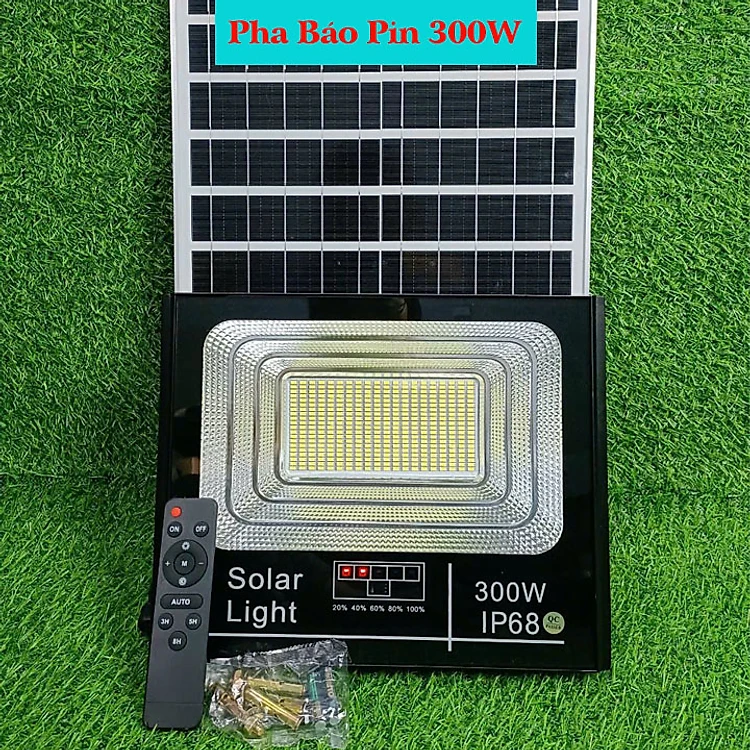 Pha Báo Pin 300W
ON
OFF
+ M -
AUTO
3H
5H
8H
Solar
Light
20% 40% 60% 80% 100%
300W
IP68
QC